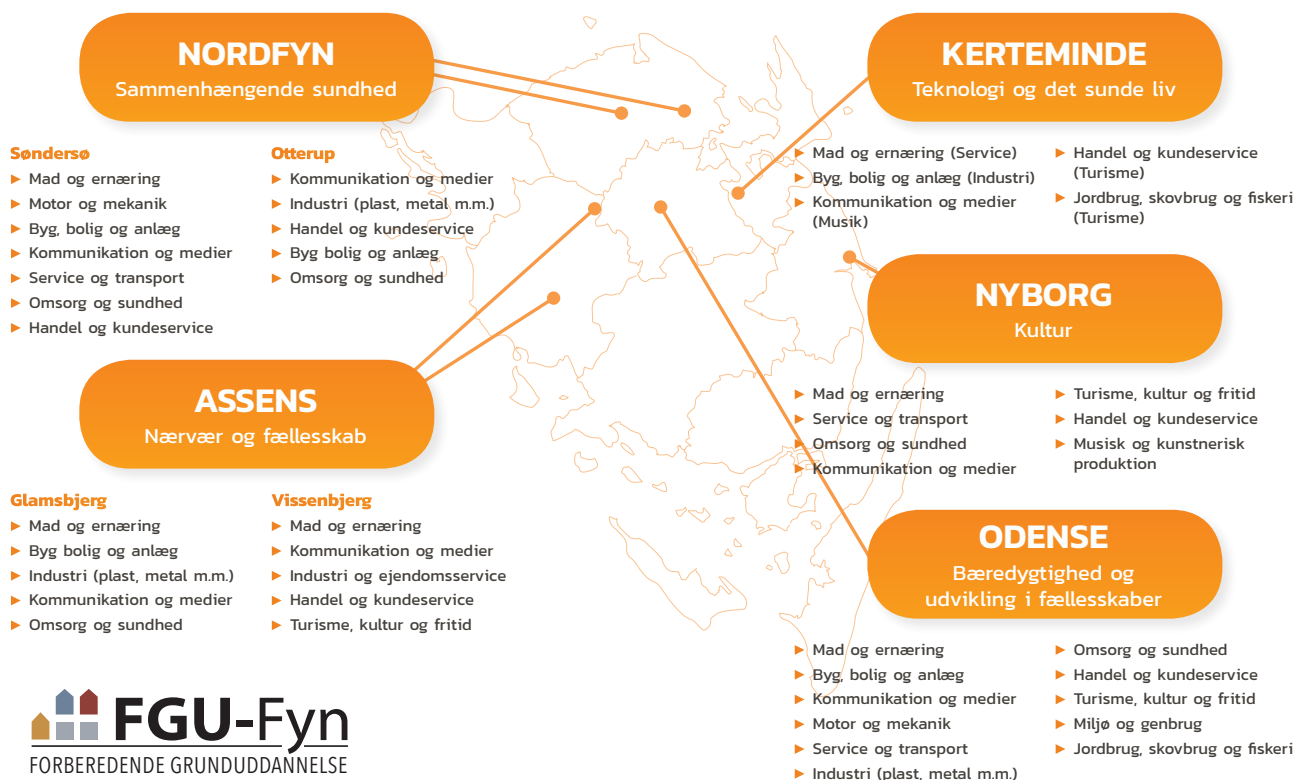 NORDFYN
Sammenhængende sundhed
Søndersø
Mad og ernæring
Motor og mekanik
Byg, bolig og anlæg
Kommunikation og medier
Service og transport
Omsorg og sundhed
Handel og kundeservice
Otterup
Kommunikation og medier
Industri (plast, metal m.m.)
Handel og kundeservice
Byg bolig og anlæg
Omsorg og sundhed
ASSENS
Nærvær og fællesskab
Glamsbjerg
Mad og ernæring
Byg bolig og anlæg
Industri (plast, metal m.m.)
Kommunikation og medier
Omsorg og sundhed
Vissenbjerg
Mad og ernæring
Kommunikation og medier
Industri og ejendomsservice
Handel og kundeservice
Turisme, kultur og fritid
KERTEMINDE
Teknologi og det sunde liv
Mad og ernæring (Service)
Byg, bolig og anlæg (Industri)
Kommunikation og medier
(Musik)
Handel og kundeservice
(Turisme)
Jordbrug, skovbrug og fiskeri
(Turisme)
NYBORG
Kultur
Mad og ernæring
Service og transport
Omsorg og sundhed
Kommunikation og medier
Turisme, kultur og fritid
Handel og kundeservice
Musisk og kunstnerisk
produktion
ODENSE
Bæredygtighed og
udvikling i fællesskaber
Mad og ernæring
Byg, bolig og anlæg
Kommunikation og medier
Motor og mekanik
Service og transport
Industri (plast, metal m.m.)
Omsorg og sundhed
Handel og kundeservice
Turisme, kultur og fritid
Miljø og genbrug
Jordbrug, skovbrug og fiskeri
FGU-Fyn
FORBEREDENDE GRUNDUDDANNELSE